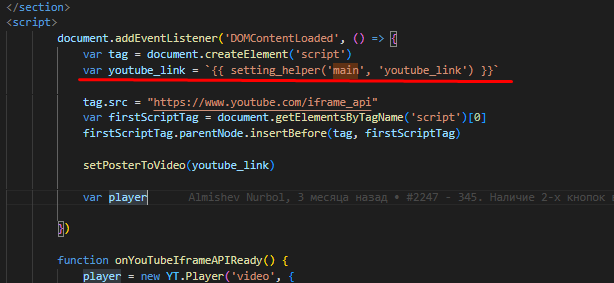 </section>
<script>
document.addEventListener('DOMContentLoaded', () => {
var tag = document.createElement('script')
var youtube_link = `{{ setting_helper('main', 'youtube_link') }}`
tag.src = "https://www.youtube.com/iframe_api"
var firstScriptTag = document.getElementsByTagName('script')[0]
firstScriptTag.parentNode.insertBefore(tag, firstScriptTag)
setPosterToVideo(youtube_link)
var player Almishev Nurbol, 3 месяца назад • #2247 - 345. Наличие 2-х кнопок
})
function onYouTubeIframeAPIReady() {
player = new YT.Player('video', {